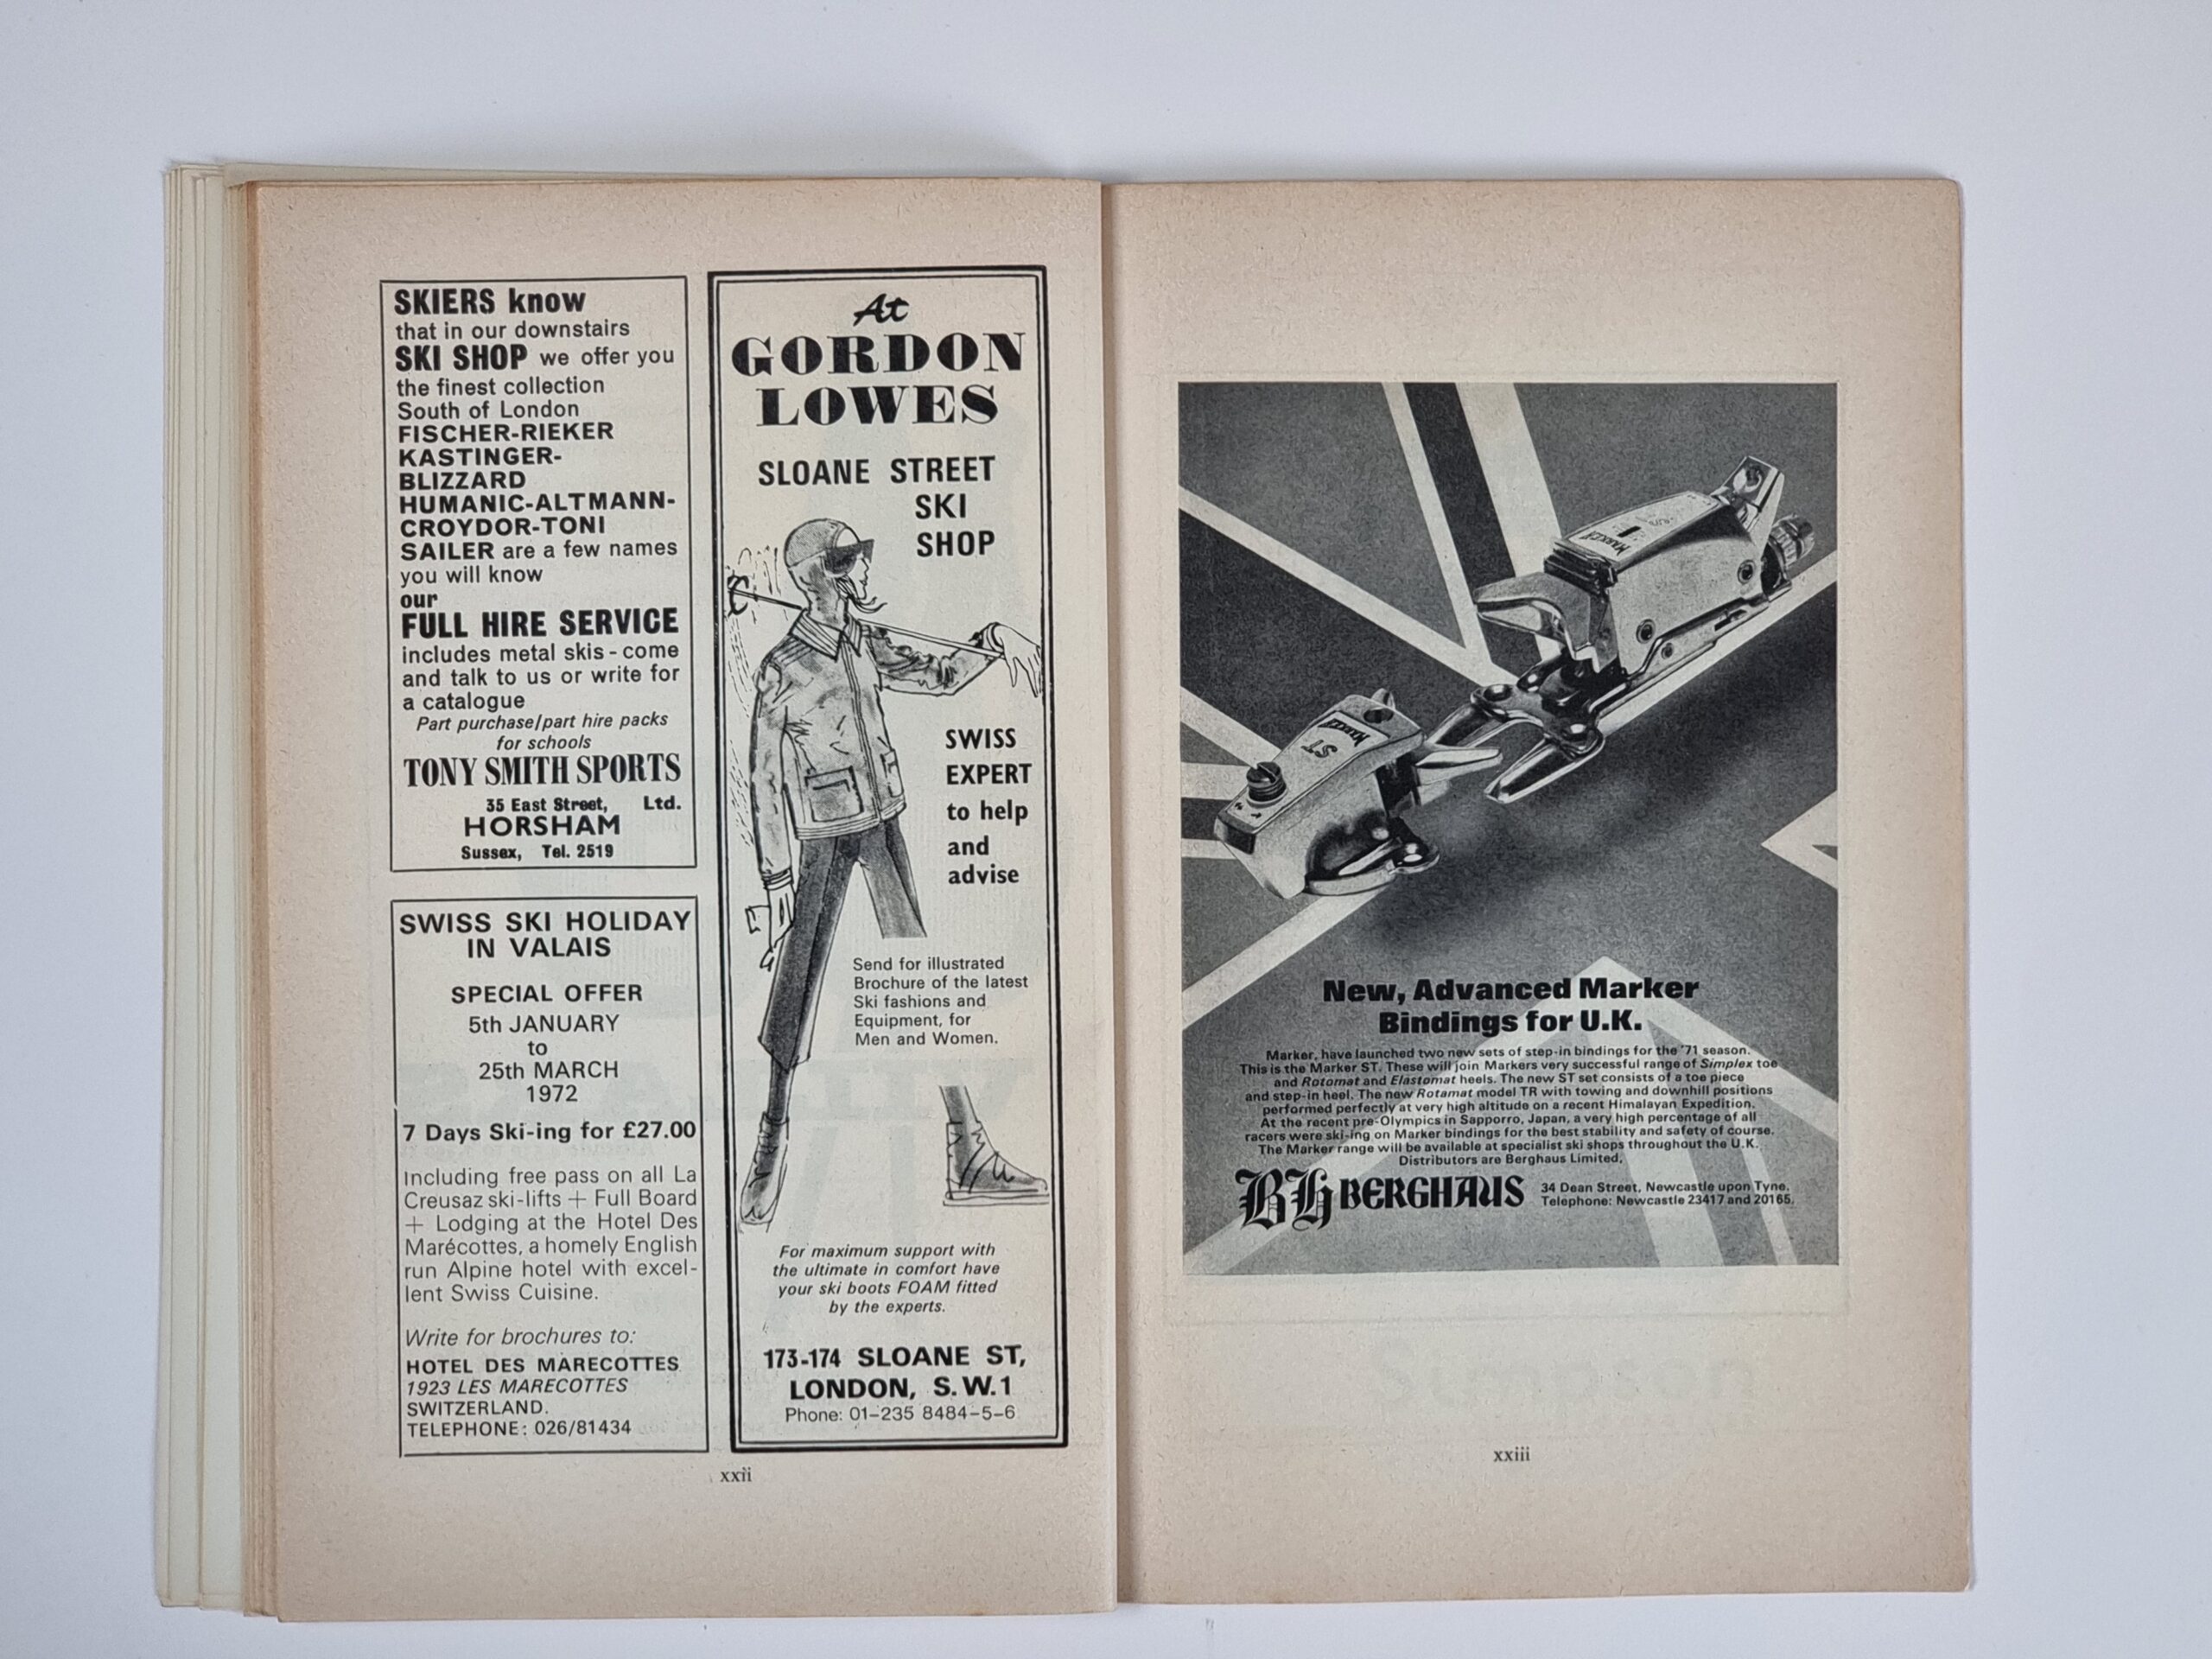 SKIERS know
that in our downstairs
SKI SHOP we offer you
the finest collection
South of London
FISCHER-RIEKER
KASTINGER-
BLIZZARD
HUMANIC-ALTMANN-
CROYDOR-TONI
SAILER are a few names
you will know
our
FULL HIRE SERVICE
includes metal skis - come
and talk to us or write for
a catalogue
Part purchase/part hire packs
for schools
TONY SMITH SPORTS
35 East Street, Ltd.
HORSHAM
Sussex, Tel. 2519
SWISS SKI HOLIDAY
IN VALAIS
SPECIAL OFFER
5th JANUARY
to
25th MARCH
1972
7 Days Ski-ing for £27.00
Including free pass on all La
Creusaz ski-lifts + Full Board
+ Lodging at the Hotel Des
Marécottes, a homely English
run Alpine hotel with excel-
lent Swiss Cuisine.
Write for brochures to:
HOTEL DES MARECOTTES
1923 LES MARECOTTES
SWITZERLAND.
TELEPHONE: 026/81434
At
GORDON
LOWES
SLOANE STREET
SKI
SHOP
SWISS
EXPERT
to help
and
advise
Send for illustrated
Brochure of the latest
Ski fashions and
Equipment, for
Men and Women.
For maximum support with
the ultimate in comfort have
your ski boots FOAM fitted
by the experts.
173-174 SLOANE ST,
LONDON, S.W.1
Phone: 01-235 8484-5-6
xxii
MARKER
MARKER
ST
New, Advanced Marker
Bindings for U.K.
Marker, have launched two new sets of step-in bindings for the '71 season.
This is the Marker ST. These will join Markers very successful range of Simplex toe
and Rotomat and Elastomat heels. The new ST set consists of a toe piece
and step-in heel. The new Rotamat model TR with towing and downhill positions
performed perfectly at very high altitude on a recent Himalayan Expedition.
At the recent pre-Olympics in Sapporro, Japan, a very high percentage of all
racers were ski-ing on Marker bindings for the best stability and safety of course.
The Marker range will be available at specialist ski shops throughout the U.K.
Distributors are Berghaus Limited,
BH BERGHAUS
34 Dean Street, Newcastle upon Tyne.
Telephone: Newcastle 23417 and 20165.
xxiii